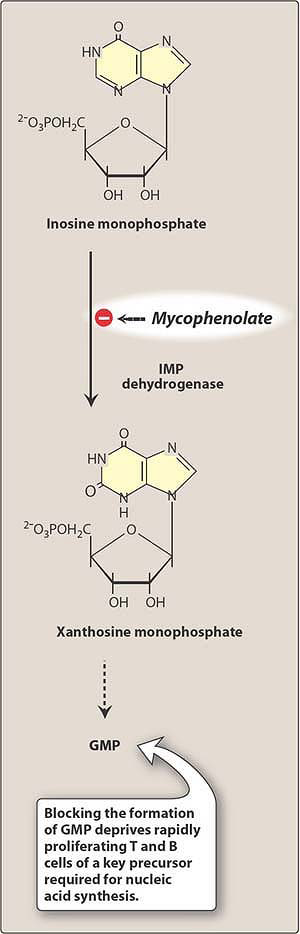 O
N
HN
N
N
2–O3POH2C
O
OH OH
Inosine monophosphate
Mycophenolate
IMP
dehydrogenase
O
N
HN
O
N
H
N
2–O3POH2C
O
OH OH
Xanthosine monophosphate
GMP
Blocking the formation
of GMP deprives rapidly
proliferating T and B
cells of a key precursor
required for nucleic
acid synthesis.